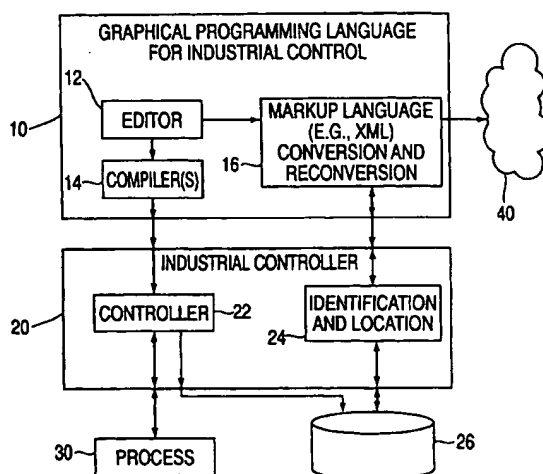 GRAPHICAL PROGRAMMING LANGUAGE
FOR INDUSTRIAL CONTROL
12
EDITOR
10
14
COMPILER(S)
MARKUP LANGUAGE
(E.G., XML)
16
CONVERSION AND
RECONVERSION
40
INDUSTRIAL CONTROLLER
20
CONTROLLER
22
IDENTIFICATION
AND LOCATION
24
30
PROCESS
26